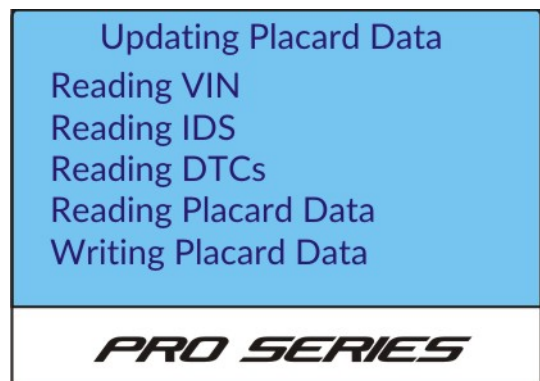 Updating Placard Data
Reading VIN
Reading IDS
Reading DTCs
Reading Placard Data
Writing Placard Data
PRO SERIES